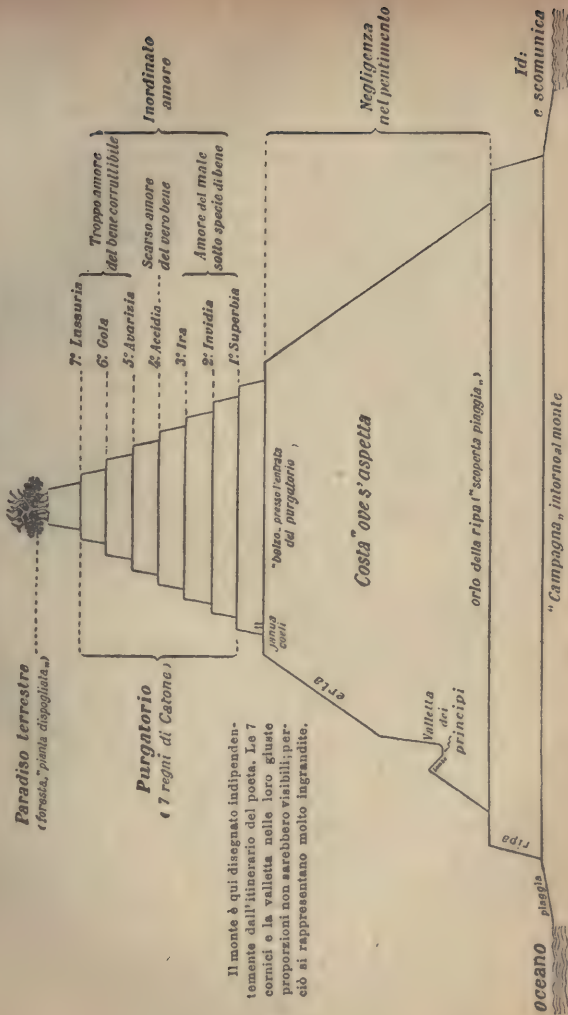 Paradiso terrestre
(foresta, "pianta dispogliata„)
Purgatorio
(7 regni di Catone)
Il monte è qui disegnato indipenden-
temente dall'itinerario del poeta. Le 7
cornici e la valletta nelle loro giuste
proporzioni non sarebbero visibili; per-
ciò si rappresentano molto ingrandite.
7ª Lussuria
6ª Gola
5ª Avarizia
4ª Accidia
3ª Ira
2ª Invidia
1ª Superbia
Troppo amore
del bene corruttibile
Scarso amore
del vero bene
Amore del male
sotto specie di bene
Inordinato
amore
janua
coeli
"balzo„ presso l'entrata
del purgatorio
Costa "ove s'aspetta
erta
Valletta
dei
principi
Negligenza
nel pentimento
orlo della ripa ("scoperta piaggia„)
ripa
Id:
e scomunica
oceano
piaggia
"Campagna„ intorno al monte